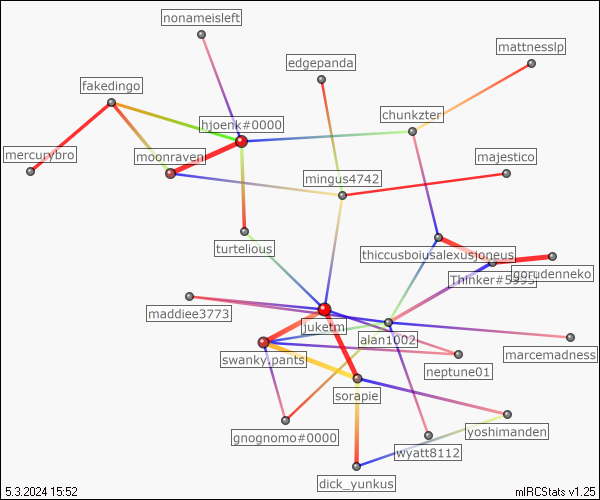 nonameisleft
mattnesslp
edgepanda
fakedingo
chunkzter
hjoenk#0000
mercurybro
moonraven
majestico
mingus4742
turtelious
thiccusboiusalexusjoneus
Thinker#5995
gorudenneko
maddiee3773
juketm
alan1002
marcemadness
swanky.pants
neptune01
sorapie
gnognomo#0000
yoshimanden
wyatt8112
dick_yunkus
5.3.2024 15:52
mIRCStats v1.25